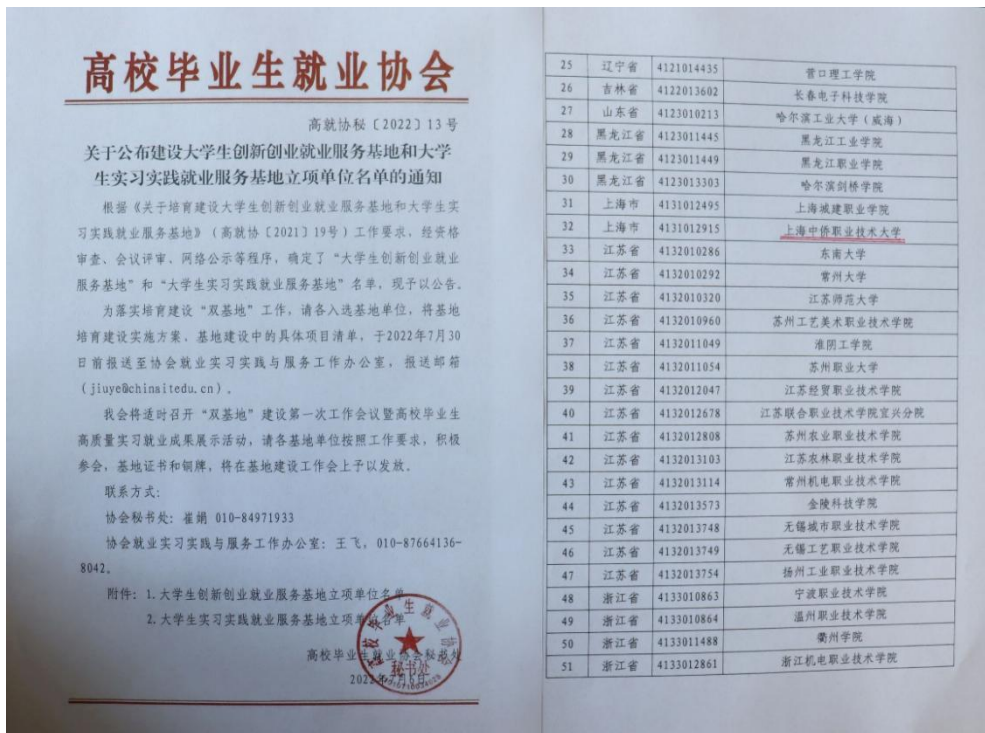 高校毕业生就业协会
高就协秘〔2022〕13号
关于公布建设大学生创新创业就业服务基地和大学
生实习实践就业服务基地立项单位名单的通知
根据《关于培育建设大学生创新创业就业服务基地和大学生实
习实践就业服务基地》（高就协〔2021〕19号）工作要求，经资格
审查、会议评审、网络公示等程序，确定了“大学生创新创业就业
服务基地”和“大学生实习实践就业服务基地”名单，现予以公告。
为落实培育建设“双基地”工作，请各入选基地单位，将基地
培育建设实施方案，基地建设中的具体项目清单，于2022年7月30
日前报送至协会就业实习实践与服务工作办公室，报送邮箱
（jiuye@chinaitedu.cn）。
我会将适时召开“双基地”建设第一次工作会议暨高校毕业生
高质量实习就业成果展示活动，请各基地单位按照工作要求，积极
参会，基地证书和铜牌，将在基地建设工作会上予以发放。
联系方式：
协会秘书处：崔娟 010-84971933
协会就业实习实践与服务工作办公室：王飞，010-87664136-
8042。
附件：1.大学生创新创业就业服务基地立项单位名单
2.大学生实习实践就业服务基地立项单位名单
高校毕业生就业协会秘书处
2022年7月6日
高校毕业生就业协会
秘书处
25 辽宁省 4121014435 营口理工学院
26 吉林省 4122013602 长春电子科技学院
27 山东省 4123010213 哈尔滨工业大学（威海）
28 黑龙江省 4123011445 黑龙江工业学院
29 黑龙江省 4123011449 黑龙江职业学院
30 黑龙江省 4123013303 哈尔滨剑桥学院
31 上海市 4131012495 上海城建职业学院
32 上海市 4131012915 上海中侨职业技术大学
33 江苏省 4132010286 东南大学
34 江苏省 4132010292 常州大学
35 江苏省 4132010320 江苏师范大学
36 江苏省 4132010960 苏州工艺美术职业技术学院
37 江苏省 4132011049 淮阴工学院
38 江苏省 4132011054 苏州职业大学
39 江苏省 4132012047 江苏经贸职业技术学院
40 江苏省 4132012678 江苏联合职业技术学院宜兴分院
41 江苏省 4132012808 苏州农业职业技术学院
42 江苏省 4132013103 江苏农林职业技术学院
43 江苏省 4132013114 常州机电职业技术学院
44 江苏省 4132013573 金陵科技学院
45 江苏省 4132013748 无锡城市职业技术学院
46 江苏省 4132013749 无锡工艺职业技术学院
47 江苏省 4132013754 扬州工业职业技术学院
48 浙江省 4133010863 宁波职业技术学院
49 浙江省 4133010864 温州职业技术学院
50 浙江省 4133011488 衢州学院
51 浙江省 4133012861 浙江机电职业技术学院